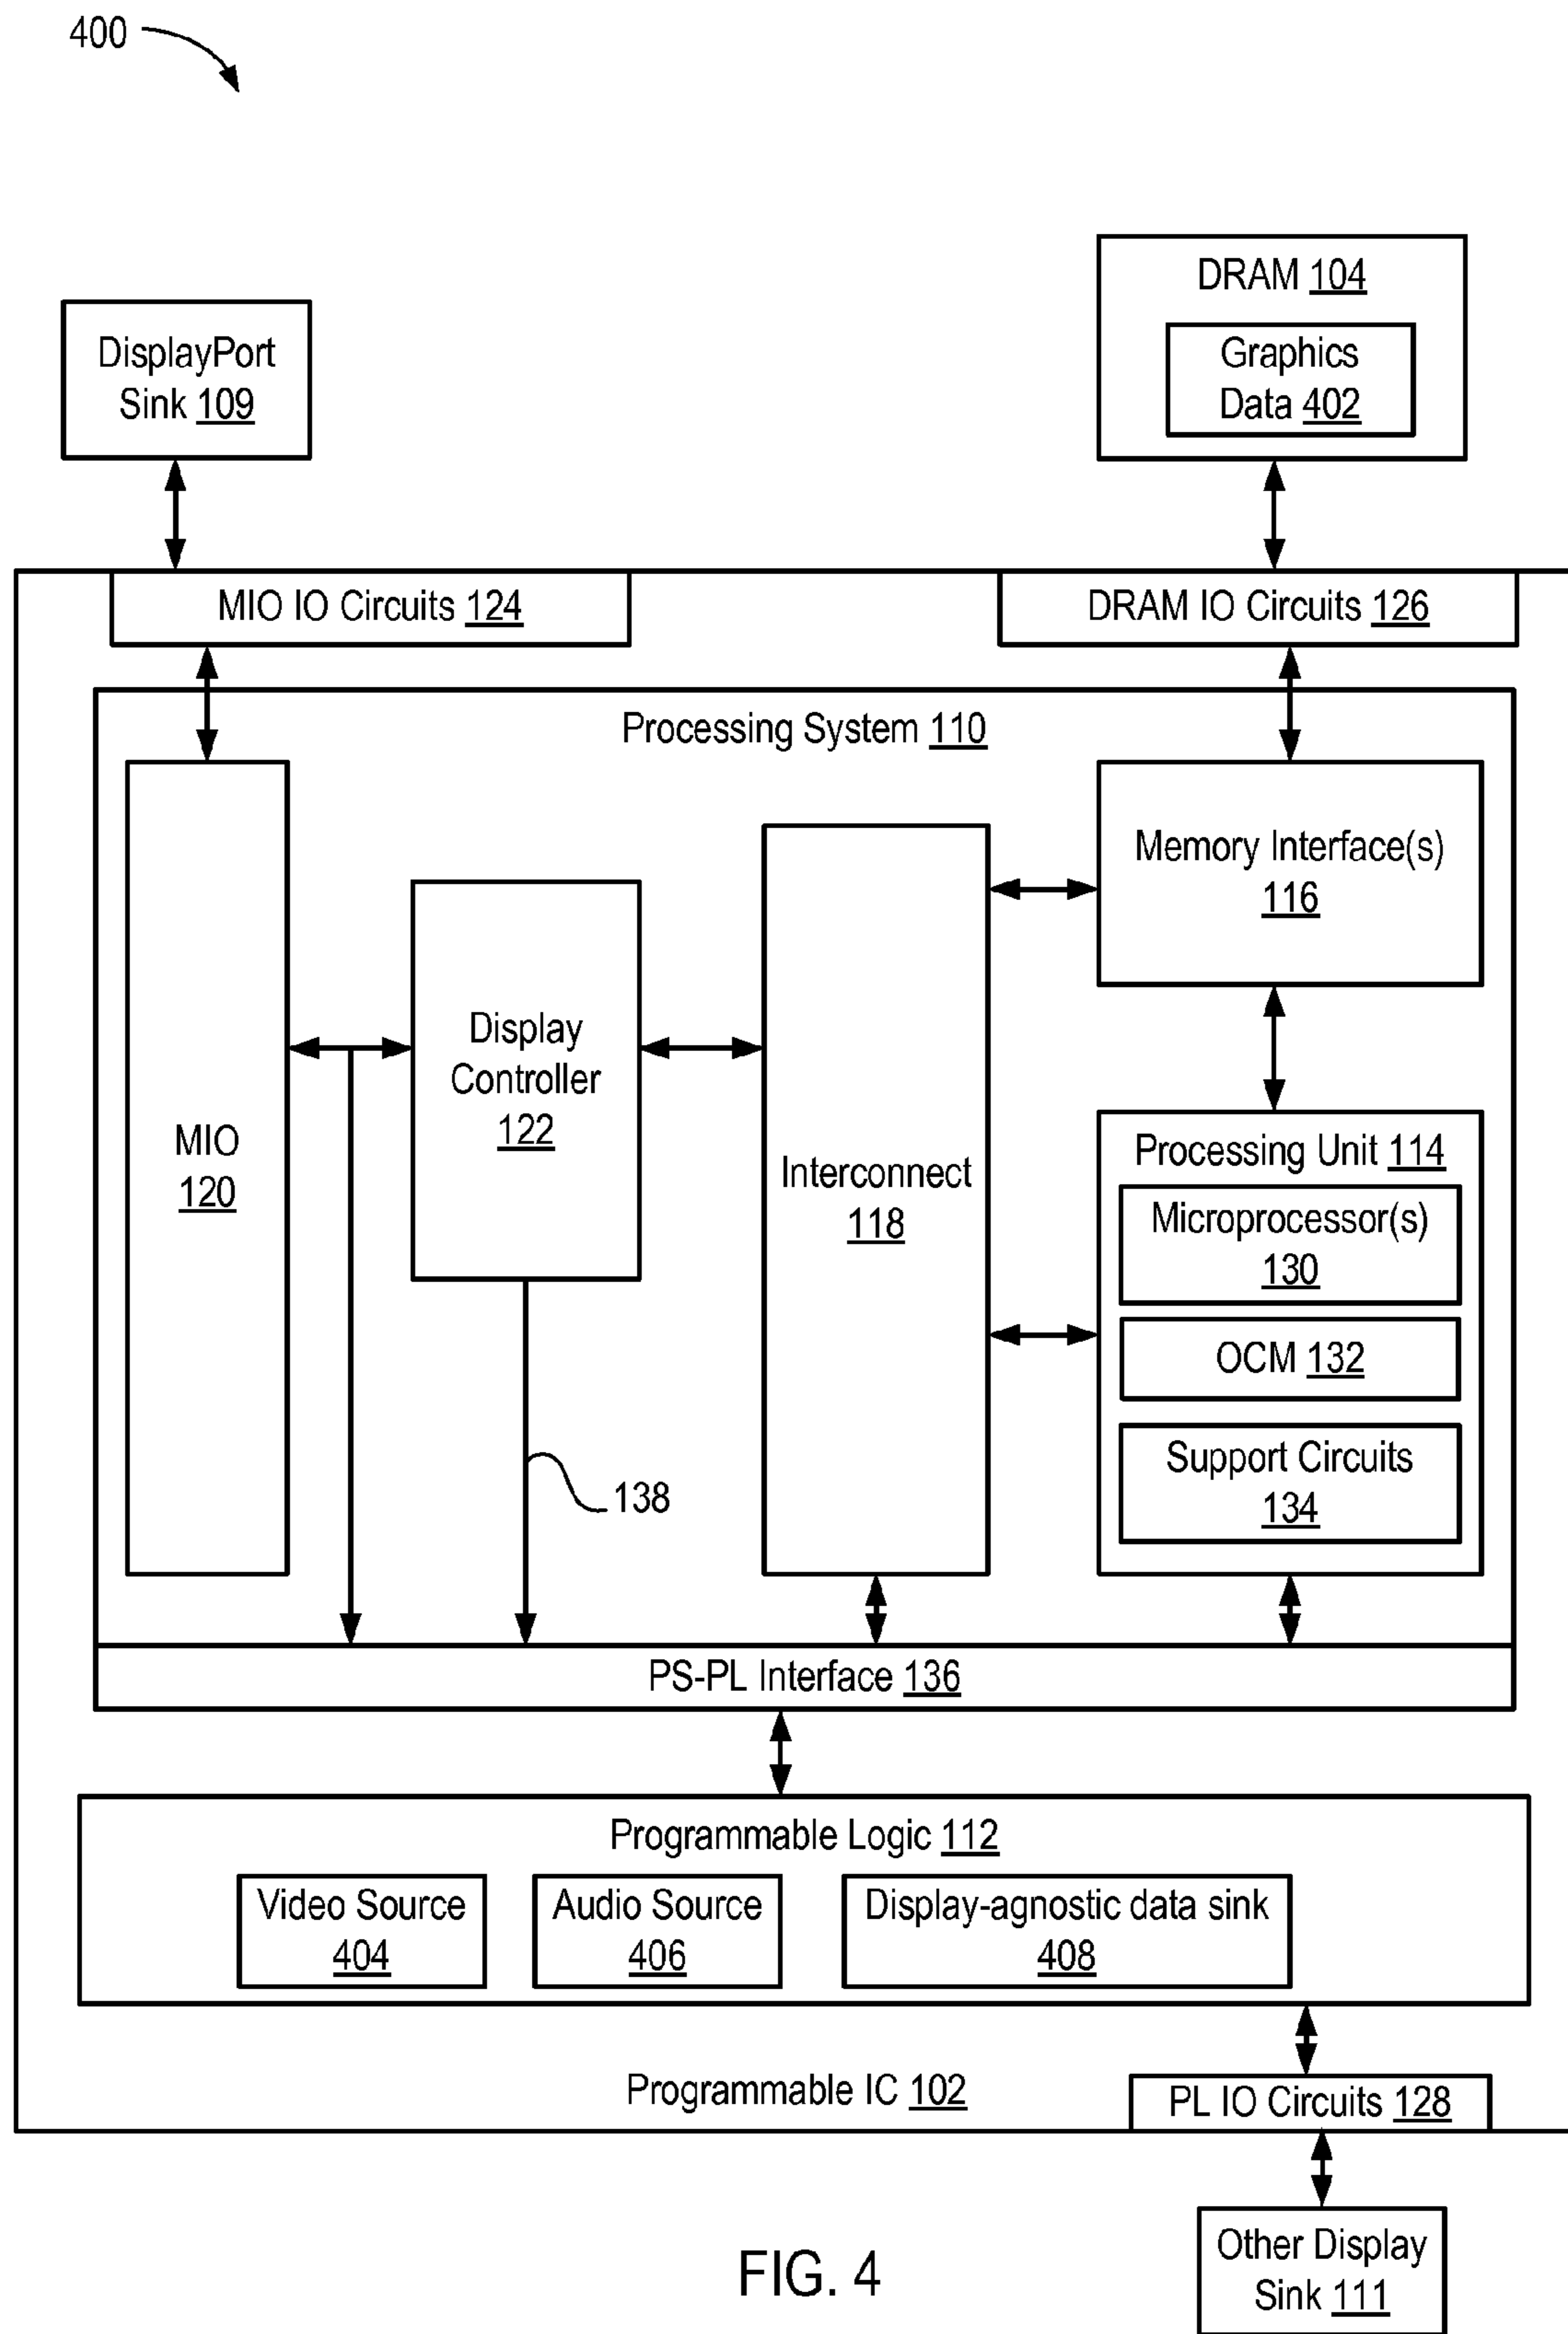 400
DRAM 104
Graphics
Data 402
DisplayPort
Sink 109
MIO IO Circuits 124
DRAM IO Circuits 126
Processing System 110
MIO
120
Display
Controller
122
Interconnect
118
Memory Interface(s)
116
Processing Unit 114
Microprocessor(s)
130
OCM 132
Support Circuits
134
138
PS-PL Interface 136
Programmable Logic 112
Video Source
404
Audio Source
406
Display-agnostic data sink
408
Programmable IC 102
PL IO Circuits 128
Other Display
Sink 111
FIG. 4